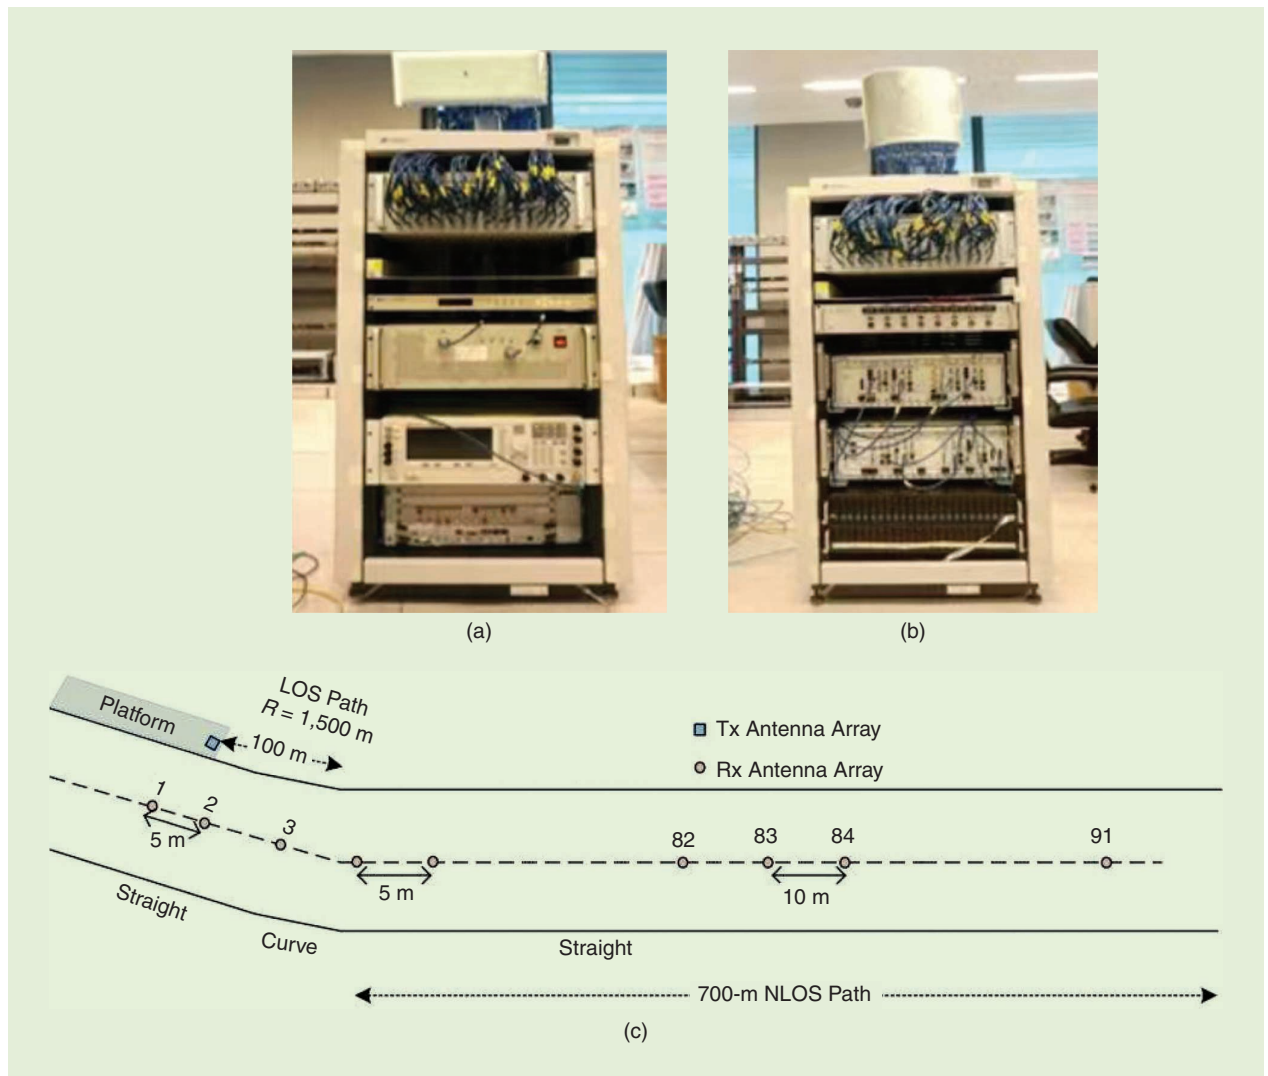 (a)
(b)
LOS Path
R = 1,500 m
100 m
Platform
Tx Antenna Array
Rx Antenna Array
1
2
3
5 m
5 m
82
83
84
91
10 m
Straight
Curve
Straight
700-m NLOS Path
(c)